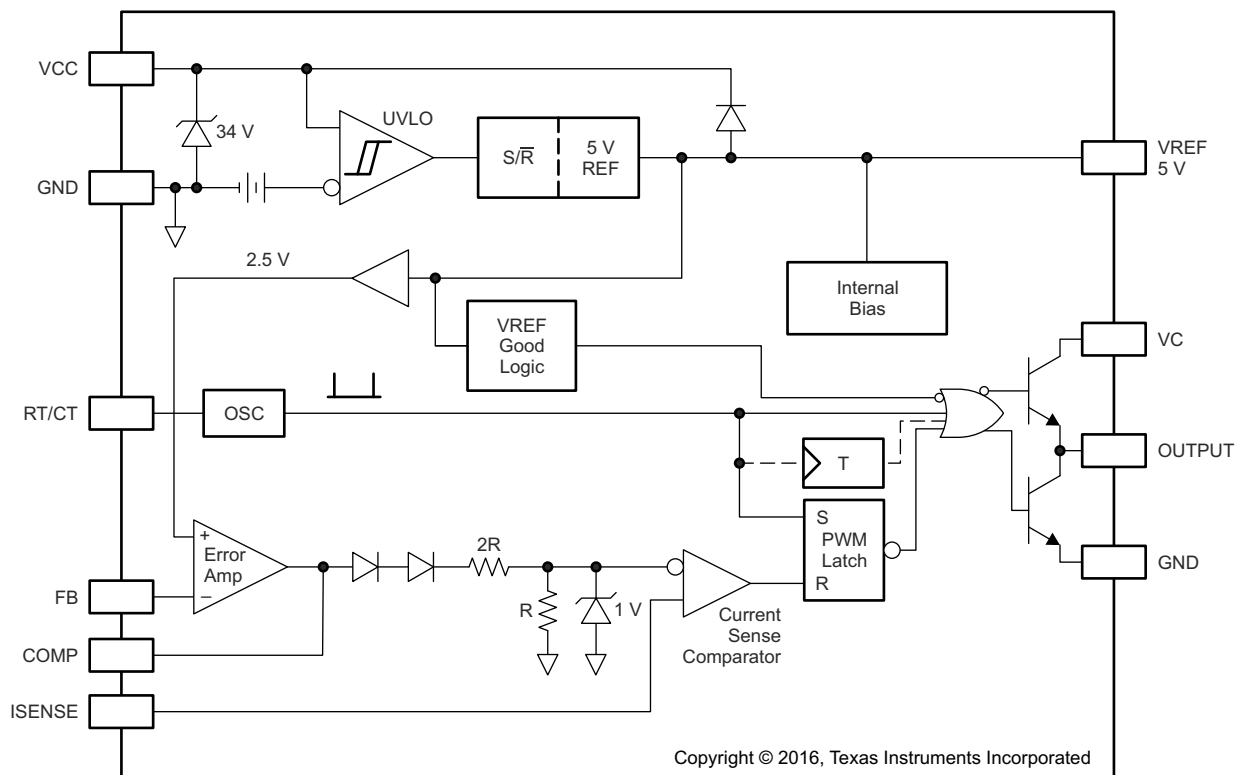 VCC
UVLO
34 V
S/R̅
5 V
REF
VREF
5 V
GND
2.5 V
Internal
Bias
VREF
Good
Logic
VC
RT/CT
OSC
T
OUTPUT
S
PWM
Latch
R
+
Error
Amp
−
2R
R
1 V
GND
FB
Current
Sense
Comparator
COMP
ISENSE
Copyright © 2016, Texas Instruments Incorporated